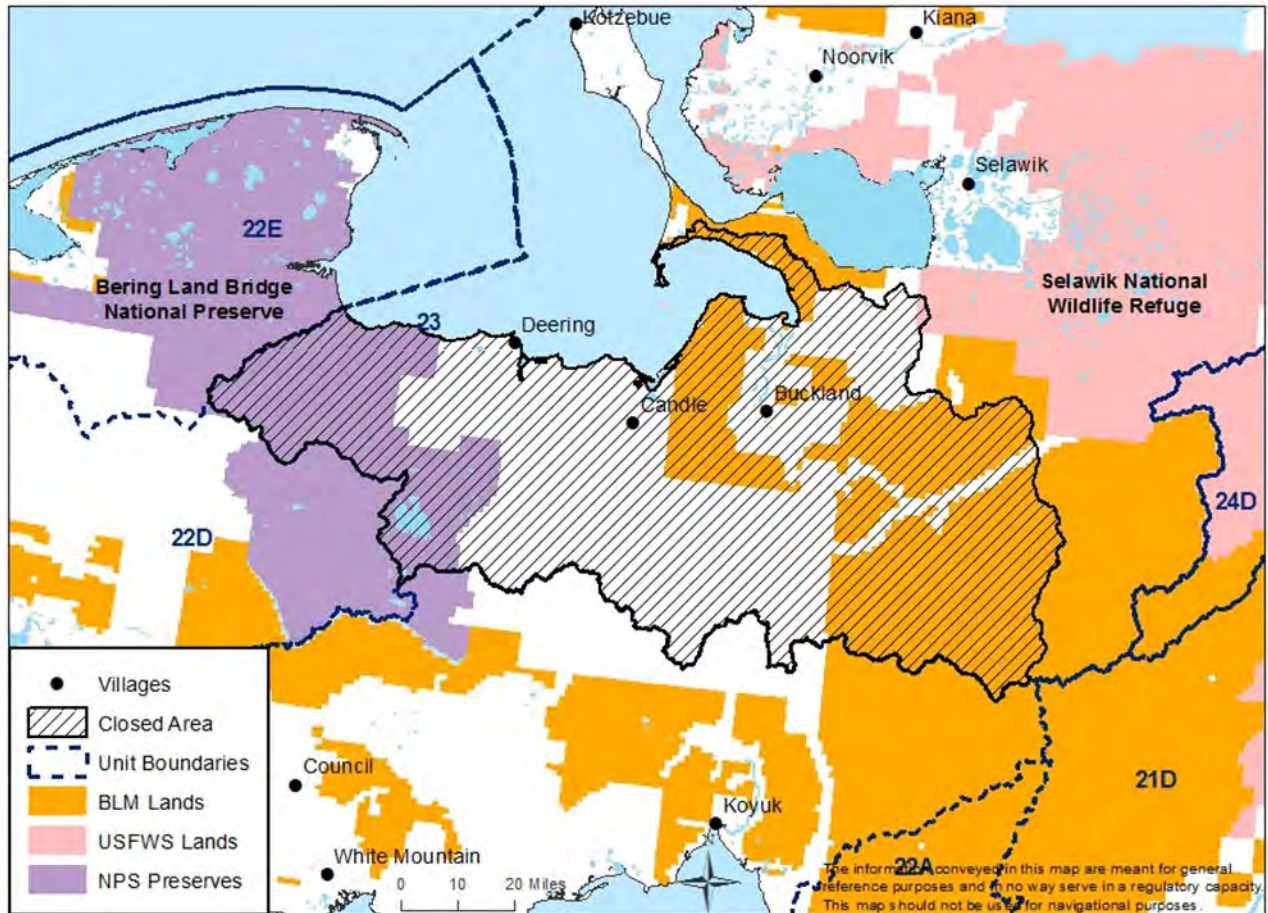 Kotzebue
Kiana
Noorvik
Selawik
22E
Bering Land Bridge
National Preserve
Selawik National
Wildlife Refuge
23
Deering
Candle
Buckland
24D
22D
Villages
Closed Area
Unit Boundaries
BLM Lands
USFWS Lands
NPS Preserves
Council
White Mountain
Koyuk
21D
22A
0 10 20 Miles
The information conveyed in this map are meant for general
reference purposes and in no way serve in a regulatory capacity.
This map should not be used for navigational purposes.